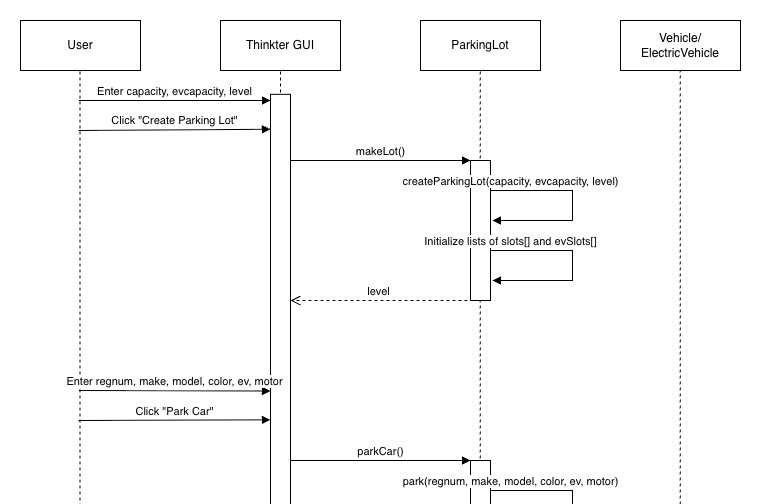 User
Thinkter GUI
ParkingLot
Vehicle/
ElectricVehicle
Enter capacity, evcapacity, level
Click "Create Parking Lot"
makeLot()
createParkingLot(capacity, evcapacity, level)
Initialize lists of slots[] and evSlots[]
level
Enter regnum, make, model, color, ev, motor
Click "Park Car"
parkCar()
park(regnum, make, model, color, ev, motor)